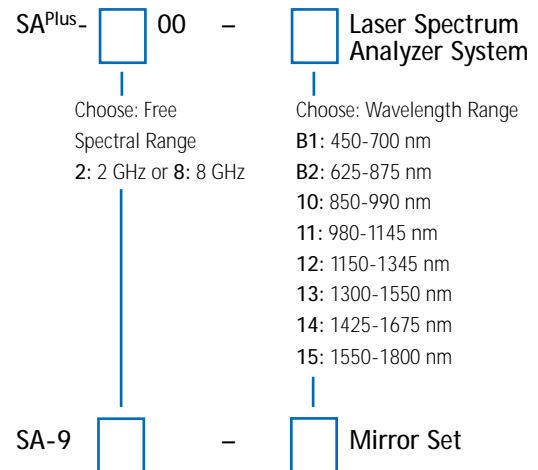 SAPlus- 00 – Laser Spectrum
Analyzer System
Choose: Free
Spectral Range
2: 2 GHz or 8: 8 GHz
Choose: Wavelength Range
B1: 450-700 nm
B2: 625-875 nm
10: 850-990 nm
11: 980-1145 nm
12: 1150-1345 nm
13: 1300-1550 nm
14: 1425-1675 nm
15: 1550-1800 nm
SA-9 – Mirror Set